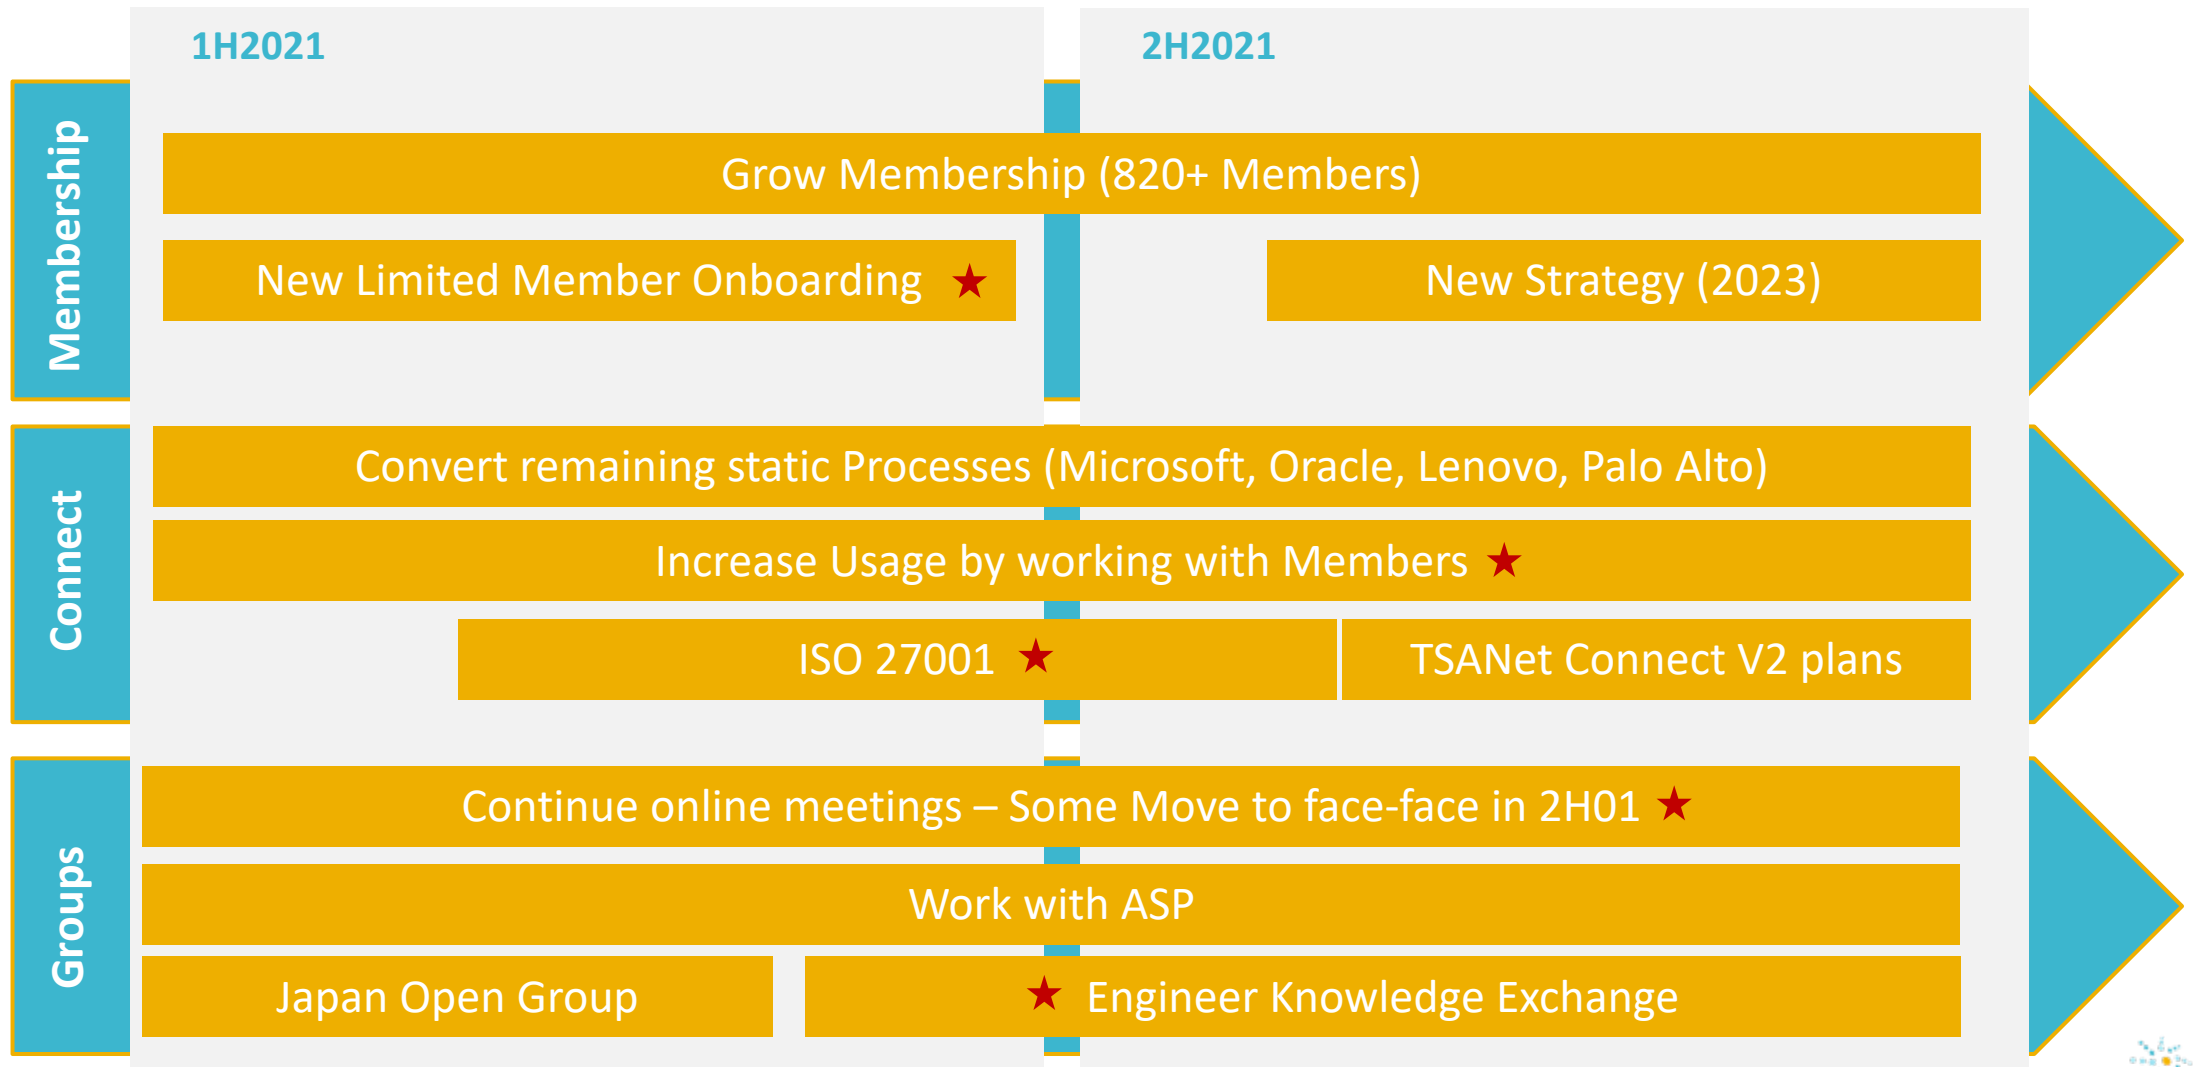 1H2021
2H2021
Membership
Grow Membership (820+ Members)
New Limited Member Onboarding
New Strategy (2023)
Connect
Convert remaining static Processes (Microsoft, Oracle, Lenovo, Palo Alto)
Increase Usage by working with Members
ISO 27001
TSANet Connect V2 plans
Groups
Continue online meetings – Some Move to face-face in 2H01
Work with ASP
Japan Open Group
Engineer Knowledge Exchange